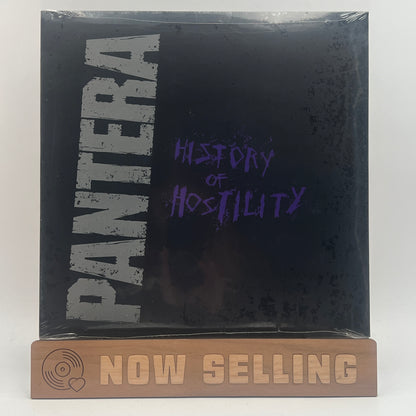 PANTERA
HISTORY
OF
HOSTILITY
NOW SELLING